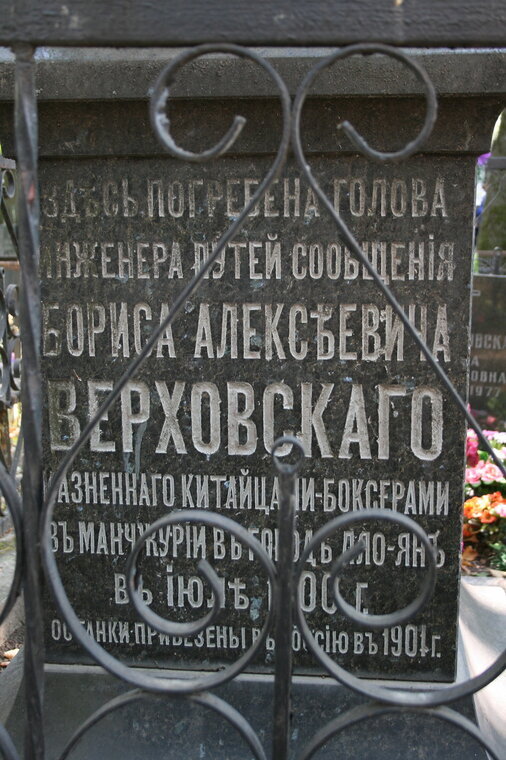 ЗДѢСЬ ПОГРЕБЕНА ГОЛОВА
ИНЖЕНЕРА ПУТЕЙ СООБЩЕНІЯ
БОРИСА АЛЕКСѢЕВИЧА
ВЕРХОВСКАГО
КАЗНЕННАГО КИТАЙЦАМИ-БОКСЕРАМИ
ВЪ МАНЧЖУРІИ ВЪ ГОРОДѢ ЛЯО-ЯНѢ
ВЪ ІЮЛѢ 1900 Г.
ОСТАНКИ ПРИВЕЗЕНЫ ВЪ РОССІЮ ВЪ 1901 Г.